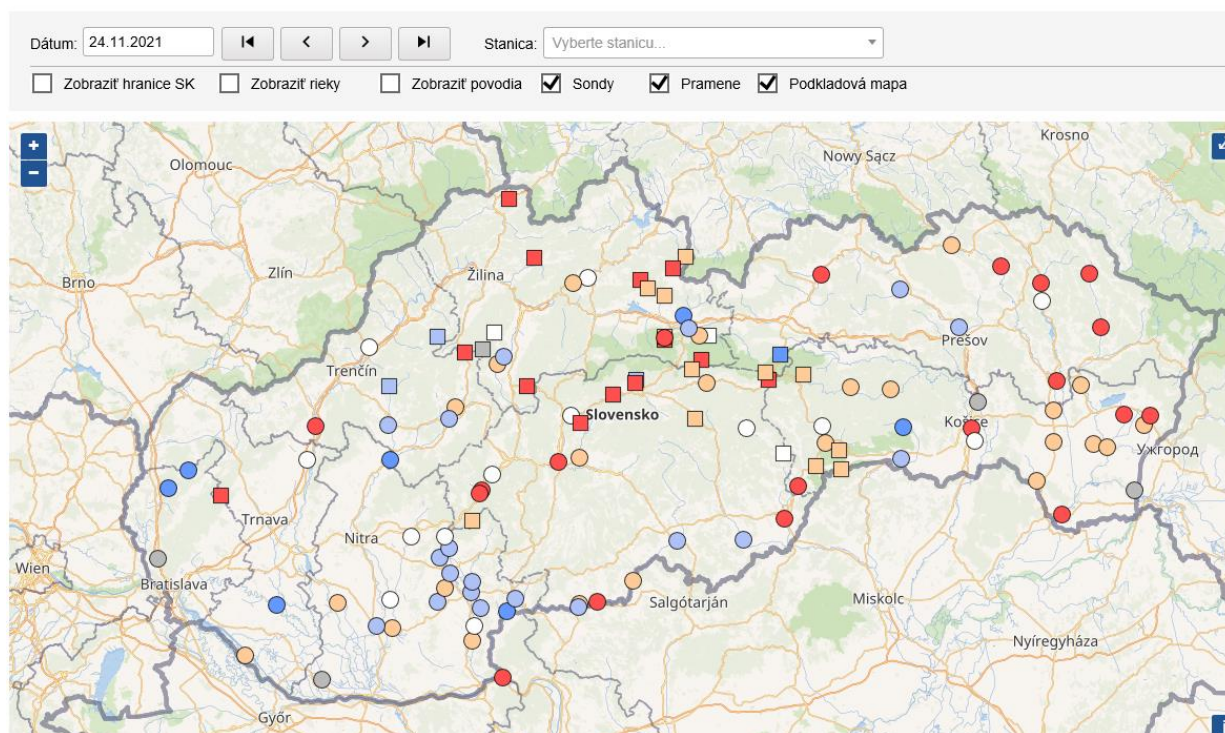 Dátum: 24.11.2021 Stanica: Vyberte stanicu...
Zobraziť hranice SK Zobraziť rieky Zobraziť povodia Sondy Pramene Podkladová mapa
Krosno
Nowy Sącz
Olomouc
Zlín
Žilina
Brno
Prešov
Trenčín
Slovensko
Košice
Ужгород
Trnava
Nitra
Wien
Bratislava
Salgótarján
Miskolc
Nyíregyháza
Győr